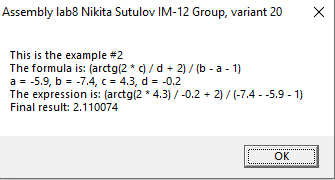 Assembly lab8 Nikita Sutulov IM-12 Group, variant 20
This is the example #2
The formula is: (arctg(2 * c) / d + 2) / (b - a - 1)
a = -5.9, b = -7.4, c = 4.3, d = -0.2
The expression is: (arctg(2 * 4.3) / -0.2 + 2) / (-7.4 - -5.9 - 1)
Final result: 2.110074
OK